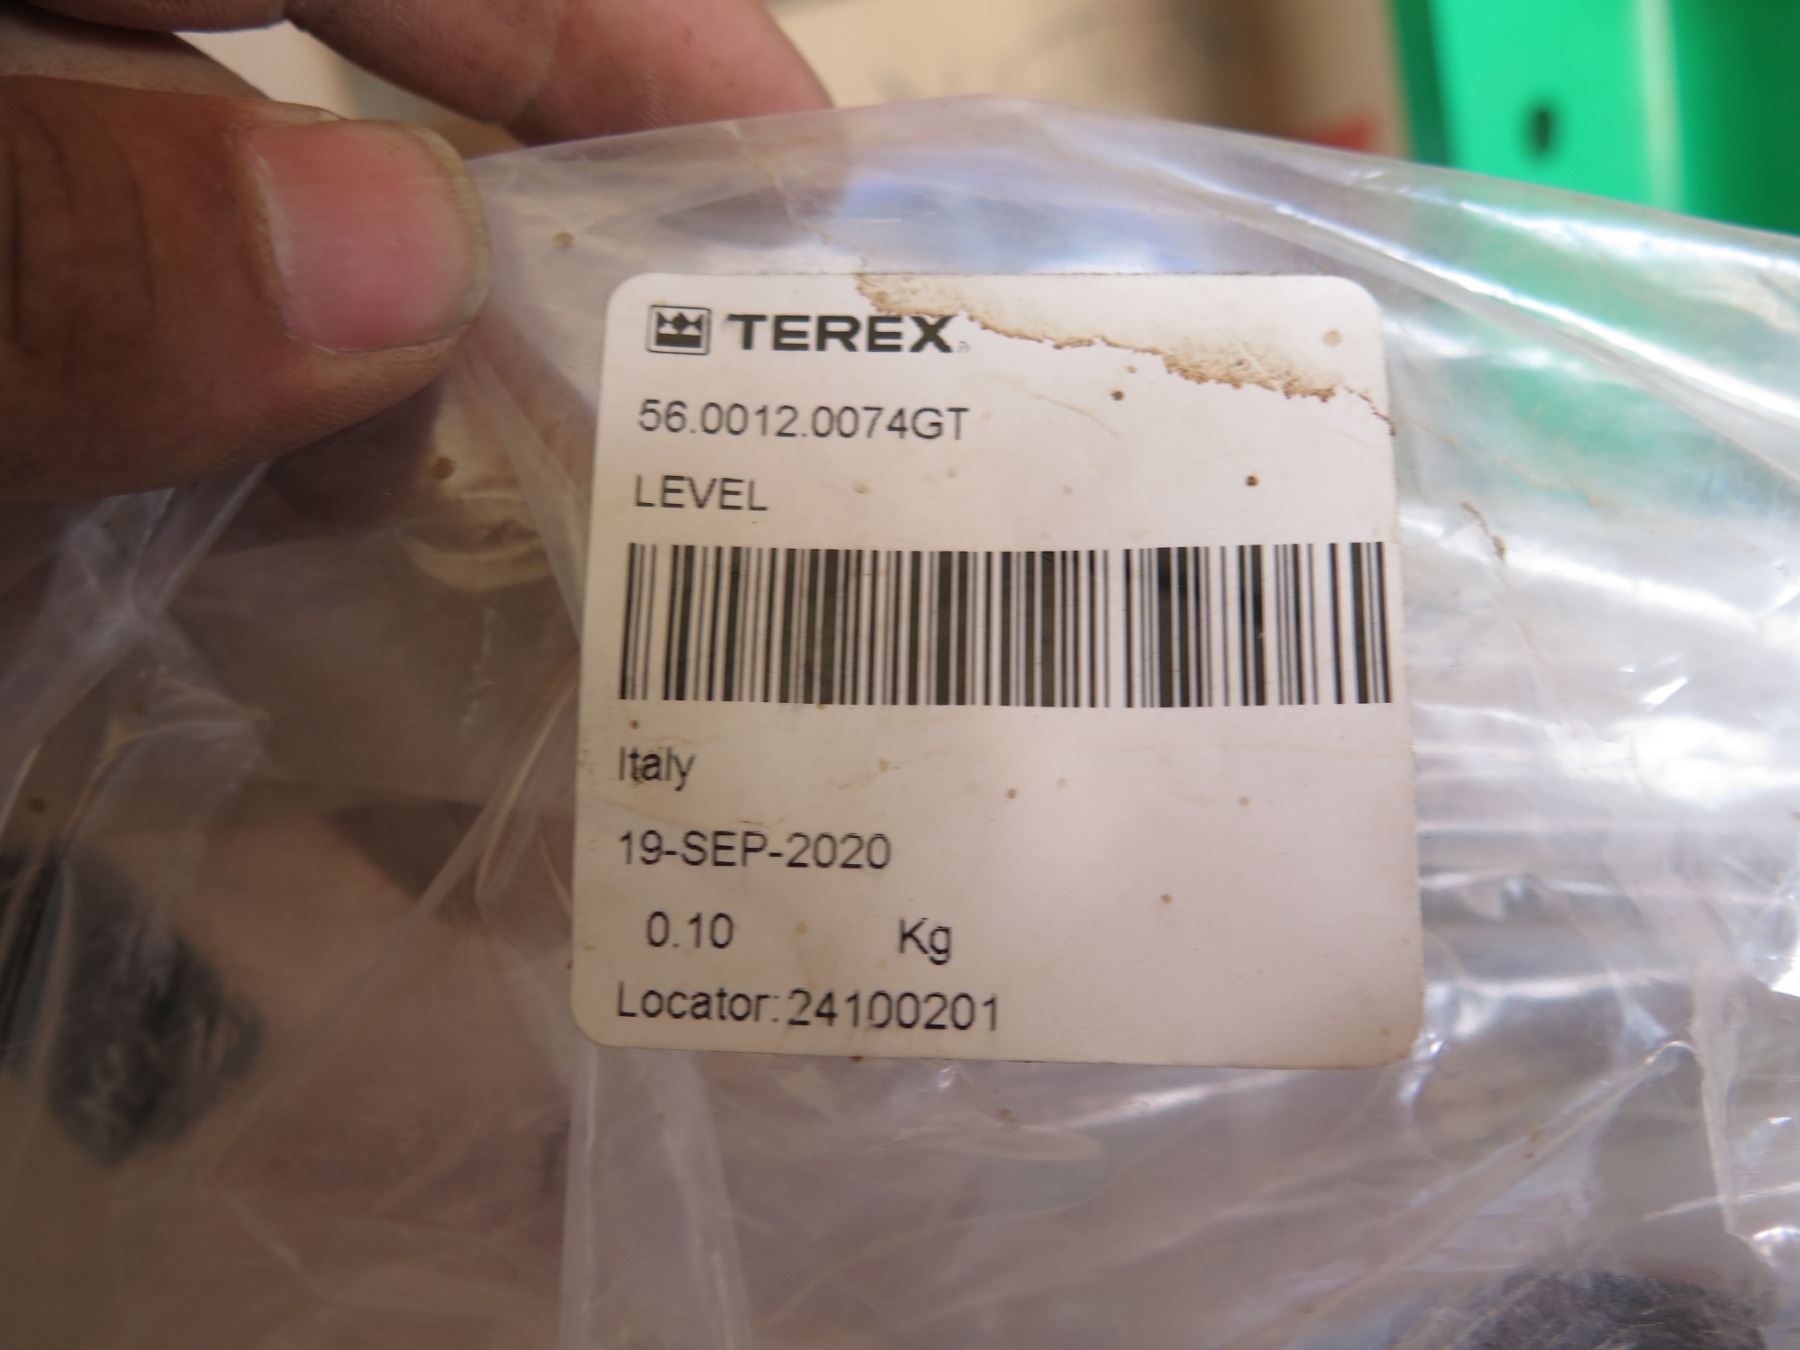 TEREX
56.0012.0074GT
LEVEL
Italy
19-SEP-2020
0.10 Kg
Locator:24100201